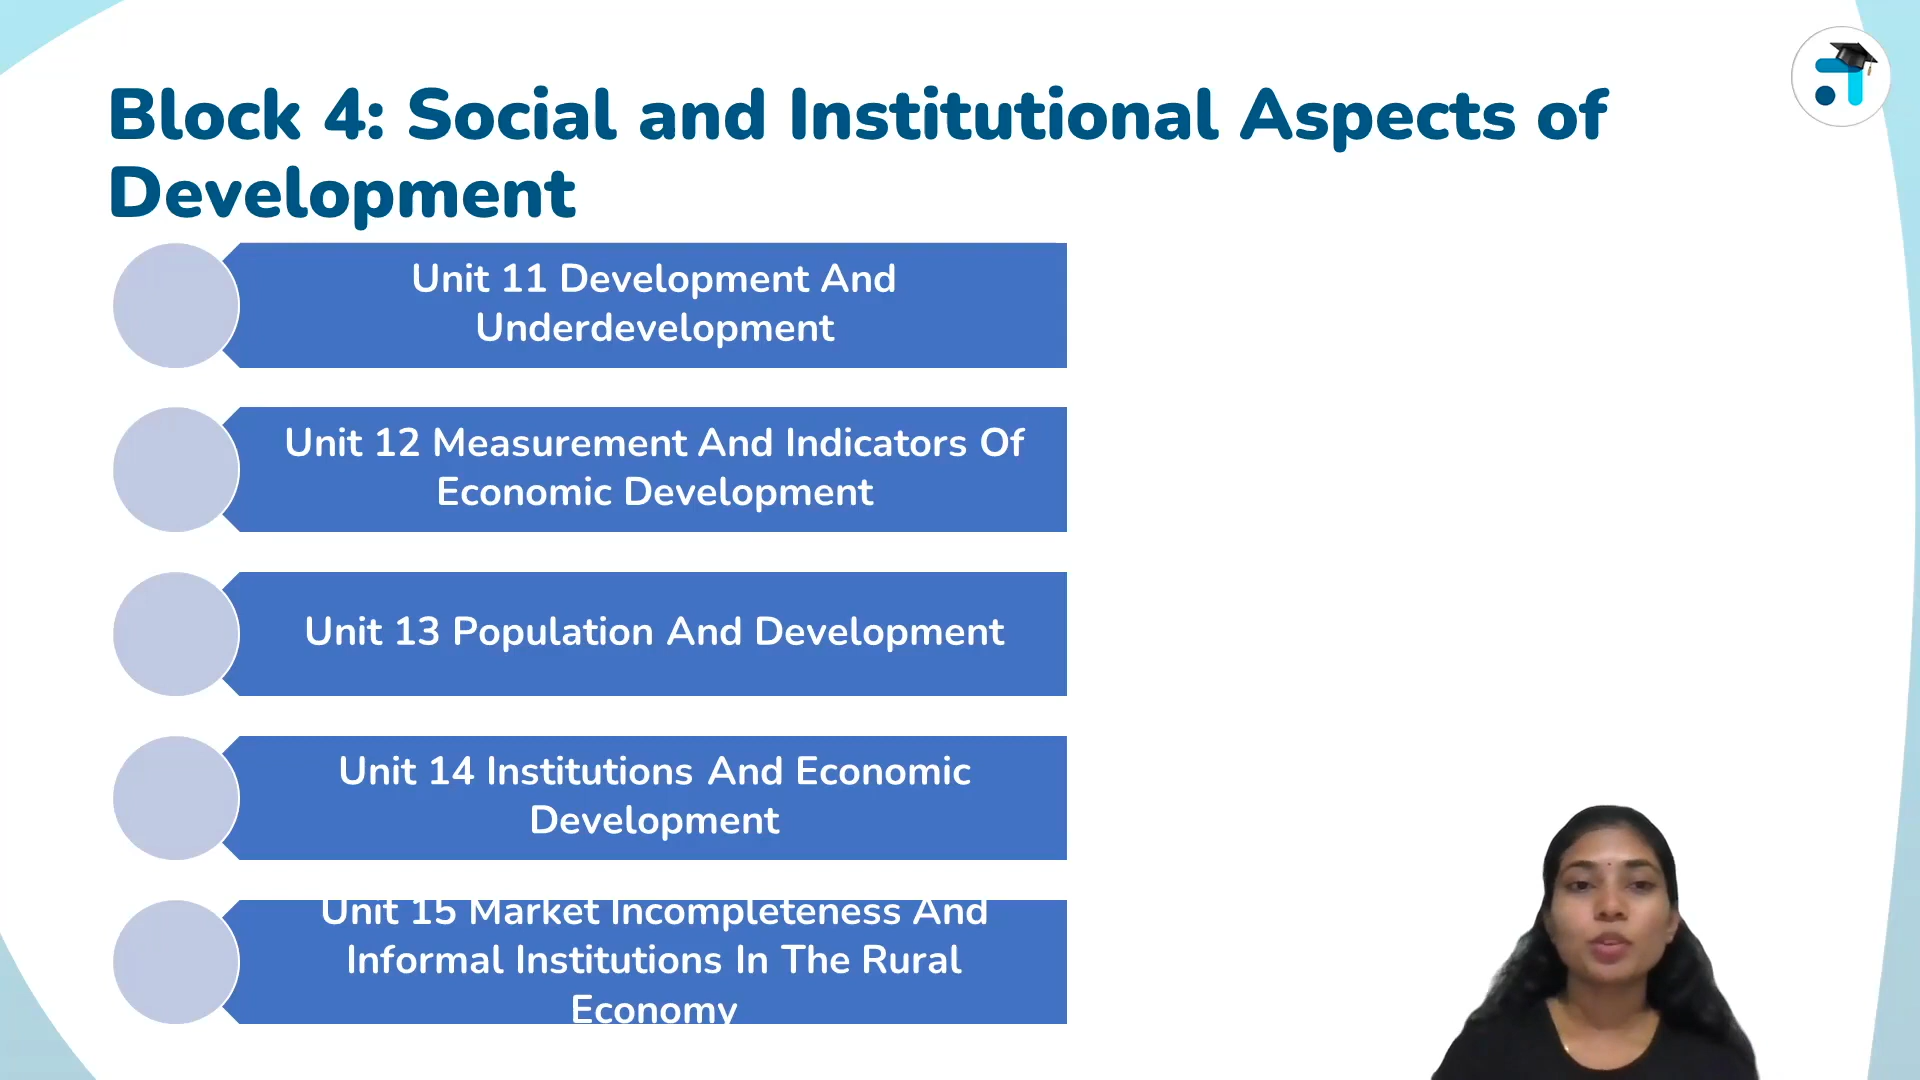 Block 4: Social and Institutional Aspects of
Development
Unit 11 Development And
Underdevelopment
Unit 12 Measurement And Indicators Of
Economic Development
Unit 13 Population And Development
Unit 14 Institutions And Economic
Development
Unit 15 Market Incompleteness And
Informal Institutions In The Rural
Economy